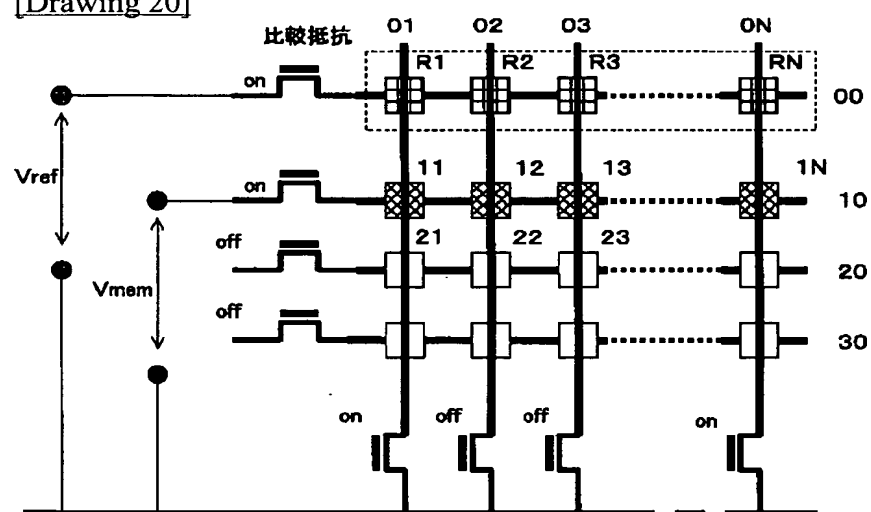 [Drawing 20]
01 02 03 0N
比較抵抗
R1 R2 R3 RN
on
00
Vref
11 12 13 1N
on
10
off
21 22 23
20
Vmem
off
30
on off off on